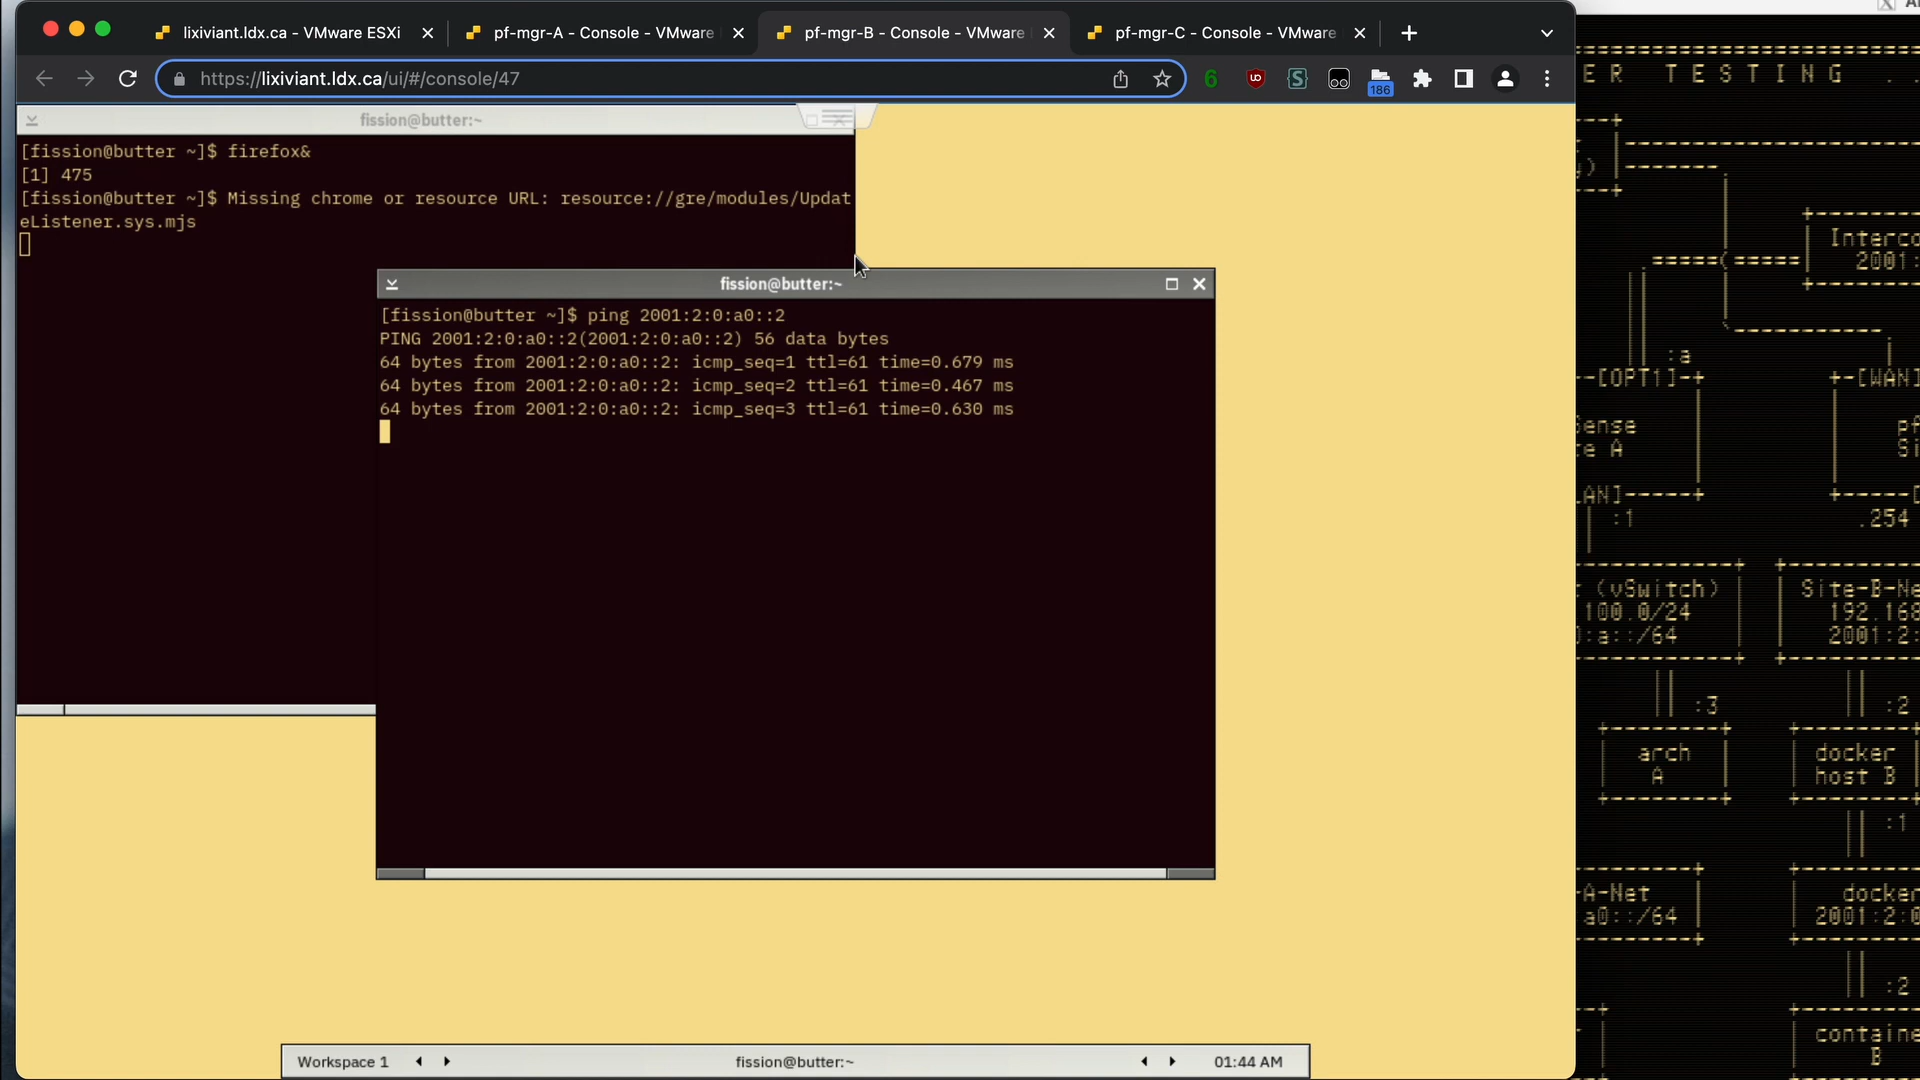 lixiviant.ldx.ca - VMware ESXi
pf-mgr-A - Console - VMware
pf-mgr-B - Console - VMware
pf-mgr-C - Console - VMware
https://lixiviant.ldx.ca/ui/#/console/47
6
186
fission@butter:~
[fission@butter ~]$ firefox&
[1] 475
[fission@butter ~]$ Missing chrome or resource URL: resource://gre/modules/Updat
eListener.sys.mjs
fission@butter:~
[fission@butter ~]$ ping 2001:2:0:a0::2
PING 2001:2:0:a0::2(2001:2:0:a0::2) 56 data bytes
64 bytes from 2001:2:0:a0::2: icmp_seq=1 ttl=61 time=0.679 ms
64 bytes from 2001:2:0:a0::2: icmp_seq=2 ttl=61 time=0.467 ms
64 bytes from 2001:2:0:a0::2: icmp_seq=3 ttl=61 time=0.630 ms
Workspace 1
fission@butter:~
01:44 AM
ER TESTING ..
Interco
2001:
:a
[OPT1]
[WAN]
ense
e A
pf
Si
AN]
:1
.254
(vSwitch)
100.0/24
:a::/64
Site-B-Ne
192.168
2001:2:
:3
:2
arch
A
docker
host B
:1
-A-Net
a0::/64
docker
2001:2:0
:2
containe
B